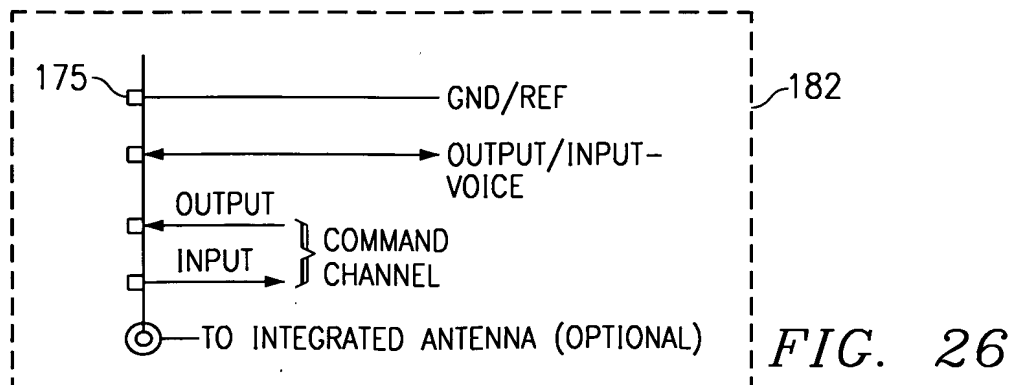 175
GND/REF
182
OUTPUT/INPUT-
VOICE
OUTPUT
INPUT
COMMAND
CHANNEL
TO INTEGRATED ANTENNA (OPTIONAL)
FIG. 26